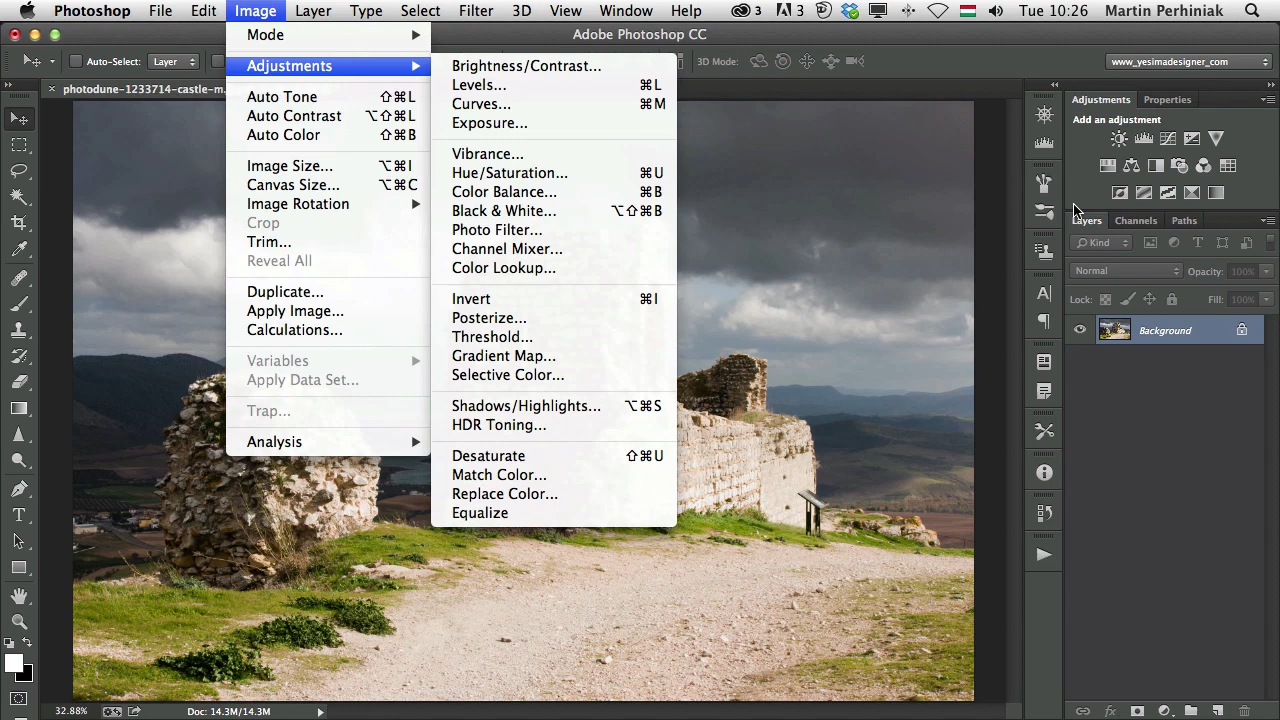 Photoshop File Edit Image Layer Type Select Filter 3D View Window Help 3 3 Tue 10:26 Martin Perhiniak
Adobe Photoshop CC
Auto-Select: Layer 3D Mode: www_yesimadesigner_com
photodune-1233714-castle-m
Mode
Adjustments
Auto Tone ⇧⌘L
Auto Contrast ⌥⇧⌘L
Auto Color ⇧⌘B
Image Size... ⌥⌘I
Canvas Size... ⌥⌘C
Image Rotation
Crop
Trim...
Reveal All
Duplicate...
Apply Image...
Calculations...
Variables
Apply Data Set...
Trap...
Analysis
Brightness/Contrast...
Levels... ⌘L
Curves... ⌘M
Exposure...
Vibrance...
Hue/Saturation... ⌘U
Color Balance... ⌘B
Black & White... ⌥⇧⌘B
Photo Filter...
Channel Mixer...
Color Lookup...
Invert ⌘I
Posterize...
Threshold...
Gradient Map...
Selective Color...
Shadows/Highlights... ⌥⌘S
HDR Toning...
Desaturate ⇧⌘U
Match Color...
Replace Color...
Equalize
Adjustments Properties
Add an adjustment
Layers Channels Paths
Kind
Normal Opacity: 100%
Lock: Fill: 100%
Background
32.88% Doc: 14.3M/14.3M